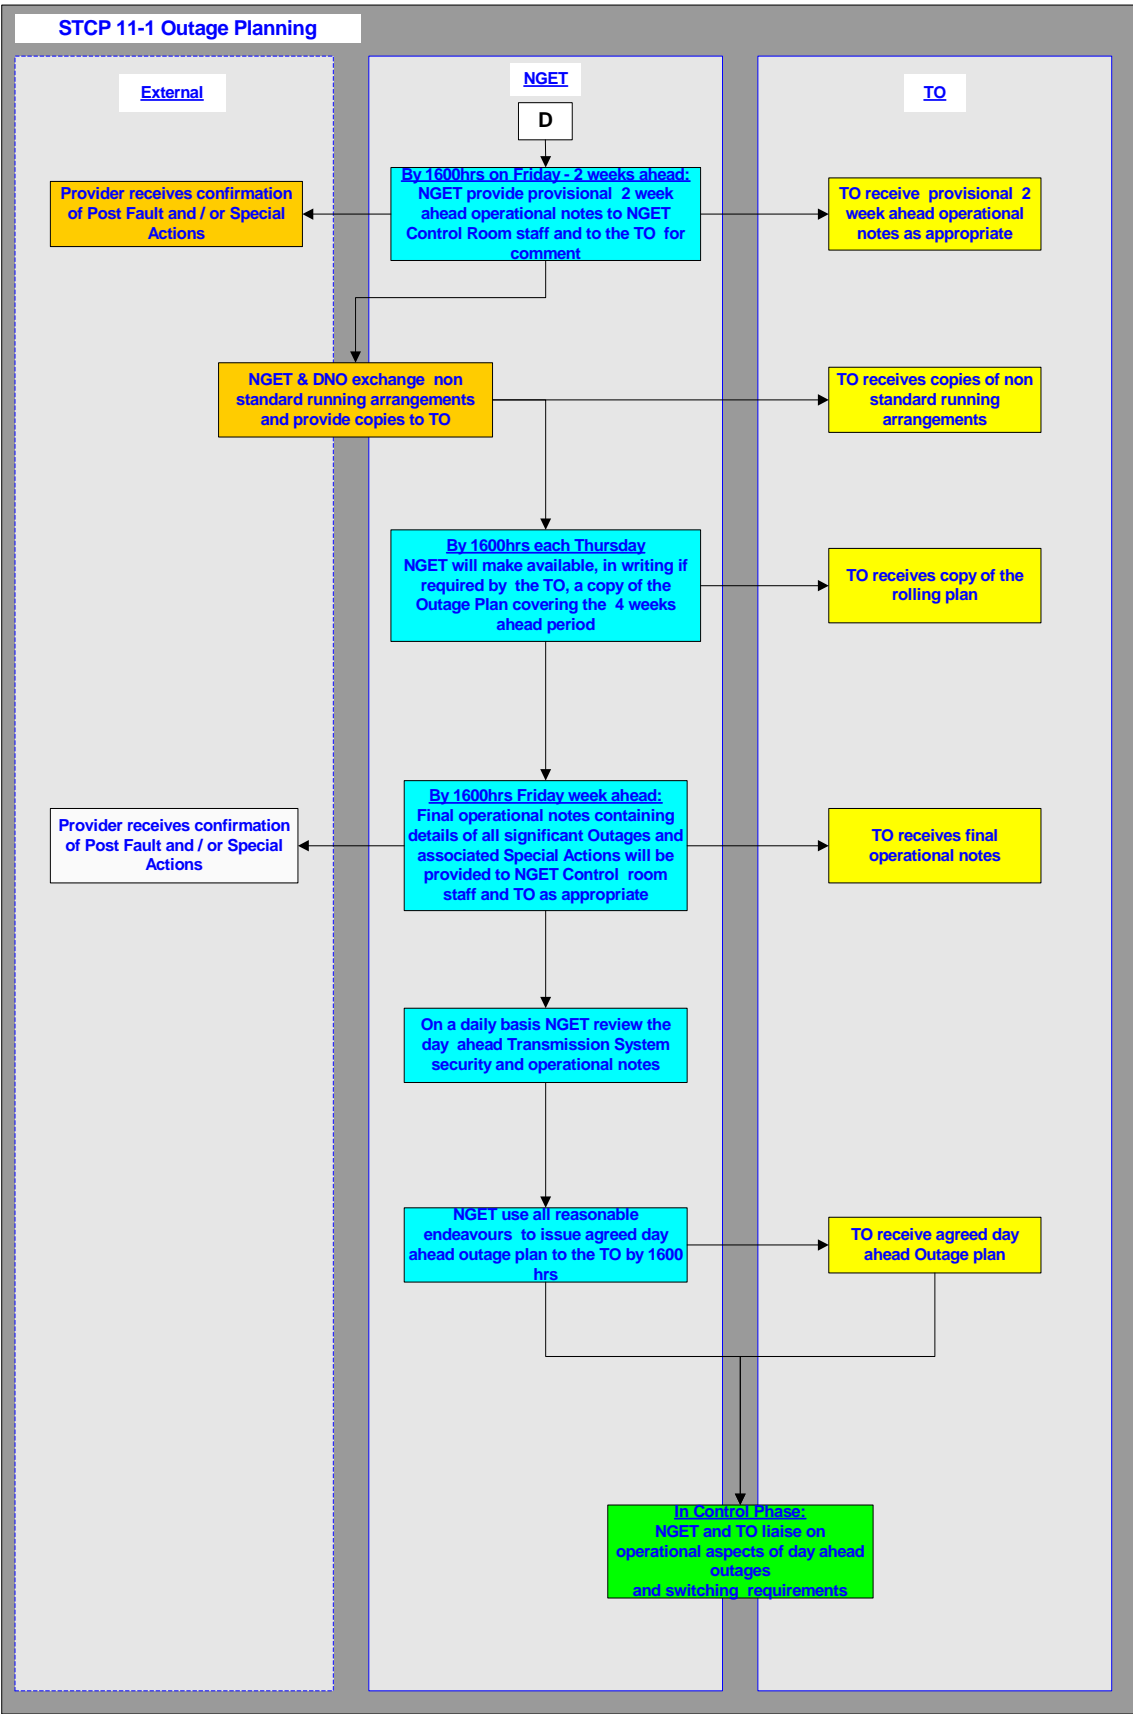 STCP 11-1 Outage Planning
External
NGET
TO
D
Provider receives confirmation
of Post Fault and / or Special
Actions
By 1600hrs on Friday - 2 weeks ahead:
NGET provide provisional 2 week
ahead operational notes to NGET
Control Room staff and to the TO for
comment
TO receive provisional 2
week ahead operational
notes as appropriate
NGET & DNO exchange non
standard running arrangements
and provide copies to TO
TO receives copies of non
standard running
arrangements
By 1600hrs each Thursday
NGET will make available, in writing if
required by the TO, a copy of the
Outage Plan covering the 4 weeks
ahead period
TO receives copy of the
rolling plan
Provider receives confirmation
of Post Fault and / or Special
Actions
By 1600hrs Friday week ahead:
Final operational notes containing
details of all significant Outages and
associated Special Actions will be
provided to NGET Control room
staff and TO as appropriate
TO receives final
operational notes
On a daily basis NGET review the
day ahead Transmission System
security and operational notes
NGET use all reasonable
endeavours to issue agreed day
ahead outage plan to the TO by 1600
hrs
TO receive agreed day
ahead Outage plan
In Control Phase:
NGET and TO liaise on
operational aspects of day ahead
outages
and switching requirements